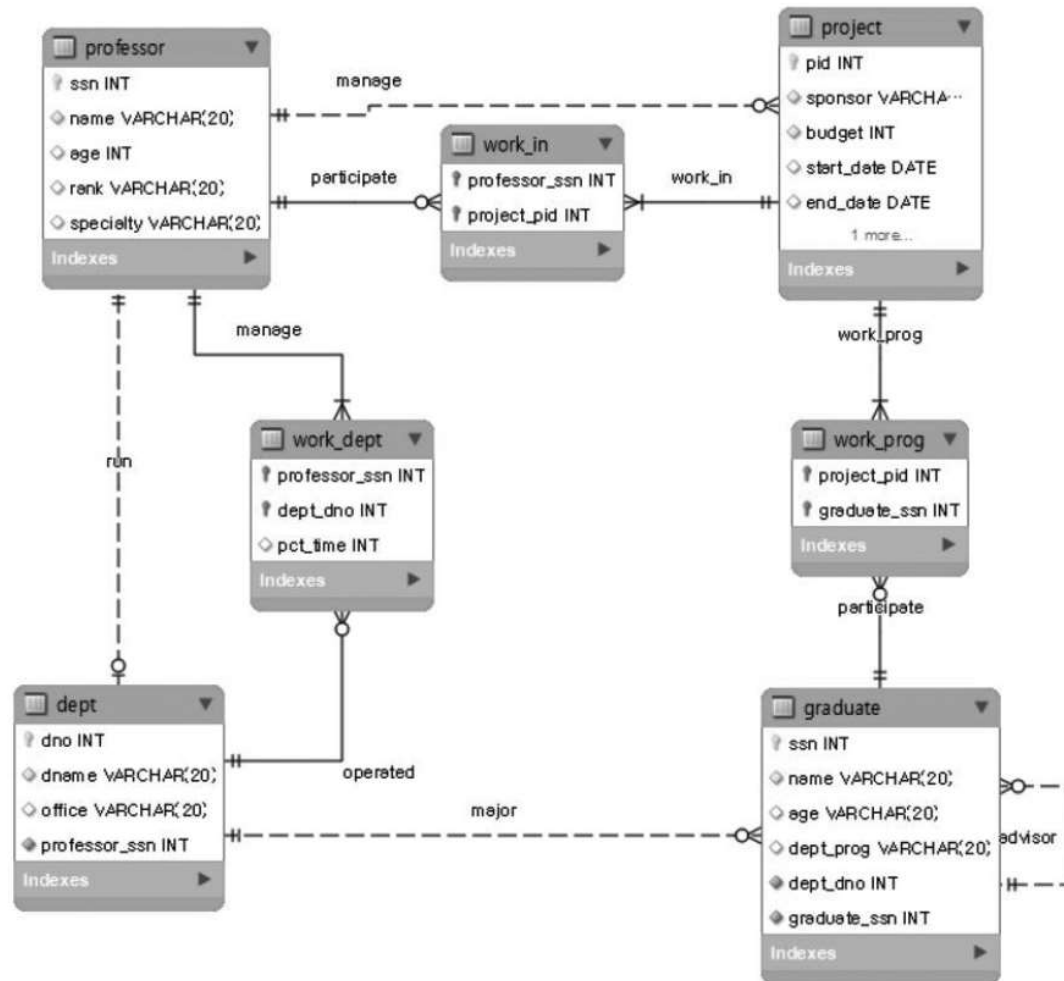 professor
ssn INT
name VARCHAR(20)
age INT
rank VARCHAR(20)
specialty VARCHAR(20)
Indexes
manage
project
pid INT
sponsor VARCHA...
budget INT
start_date DATE
end_date DATE
1 more...
Indexes
participate
work_in
professor_ssn INT
project_pid INT
Indexes
work_in
manage
work_prog
run
work_dept
professor_ssn INT
dept_dno INT
pct_time INT
Indexes
work_prog
project_pid INT
graduate_ssn INT
Indexes
participate
dept
dno INT
dname VARCHAR(20)
office VARCHAR(20)
professor_ssn INT
Indexes
operated
major
graduate
ssn INT
name VARCHAR(20)
age VARCHAR(20)
dept_prog VARCHAR(20)
dept_dno INT
graduate_ssn INT
Indexes
advisor